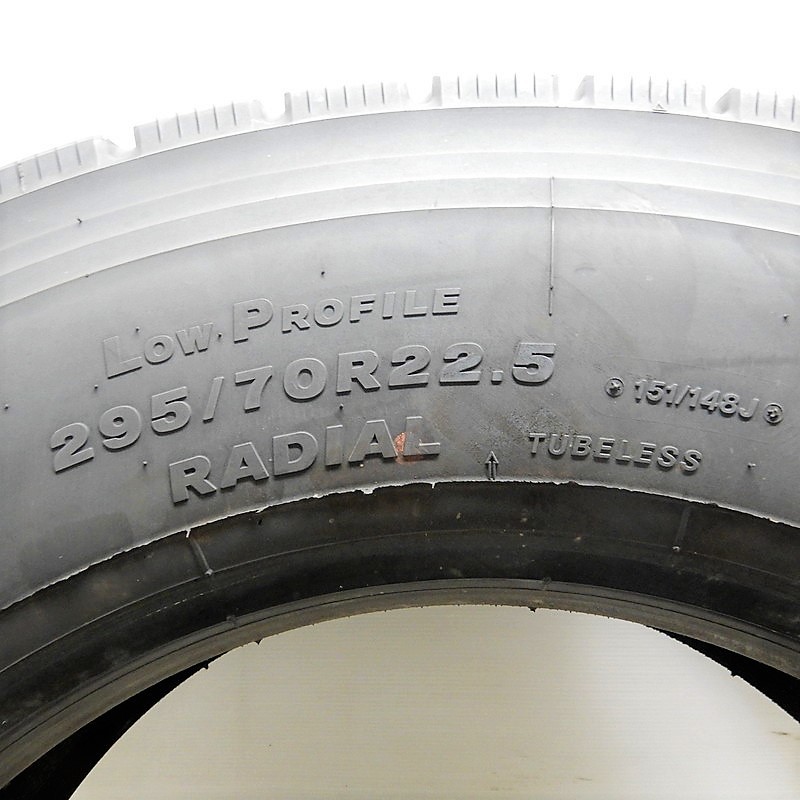 LOW PROFILE
295/70R22.5
151/148J
RADIAL
TUBELESS